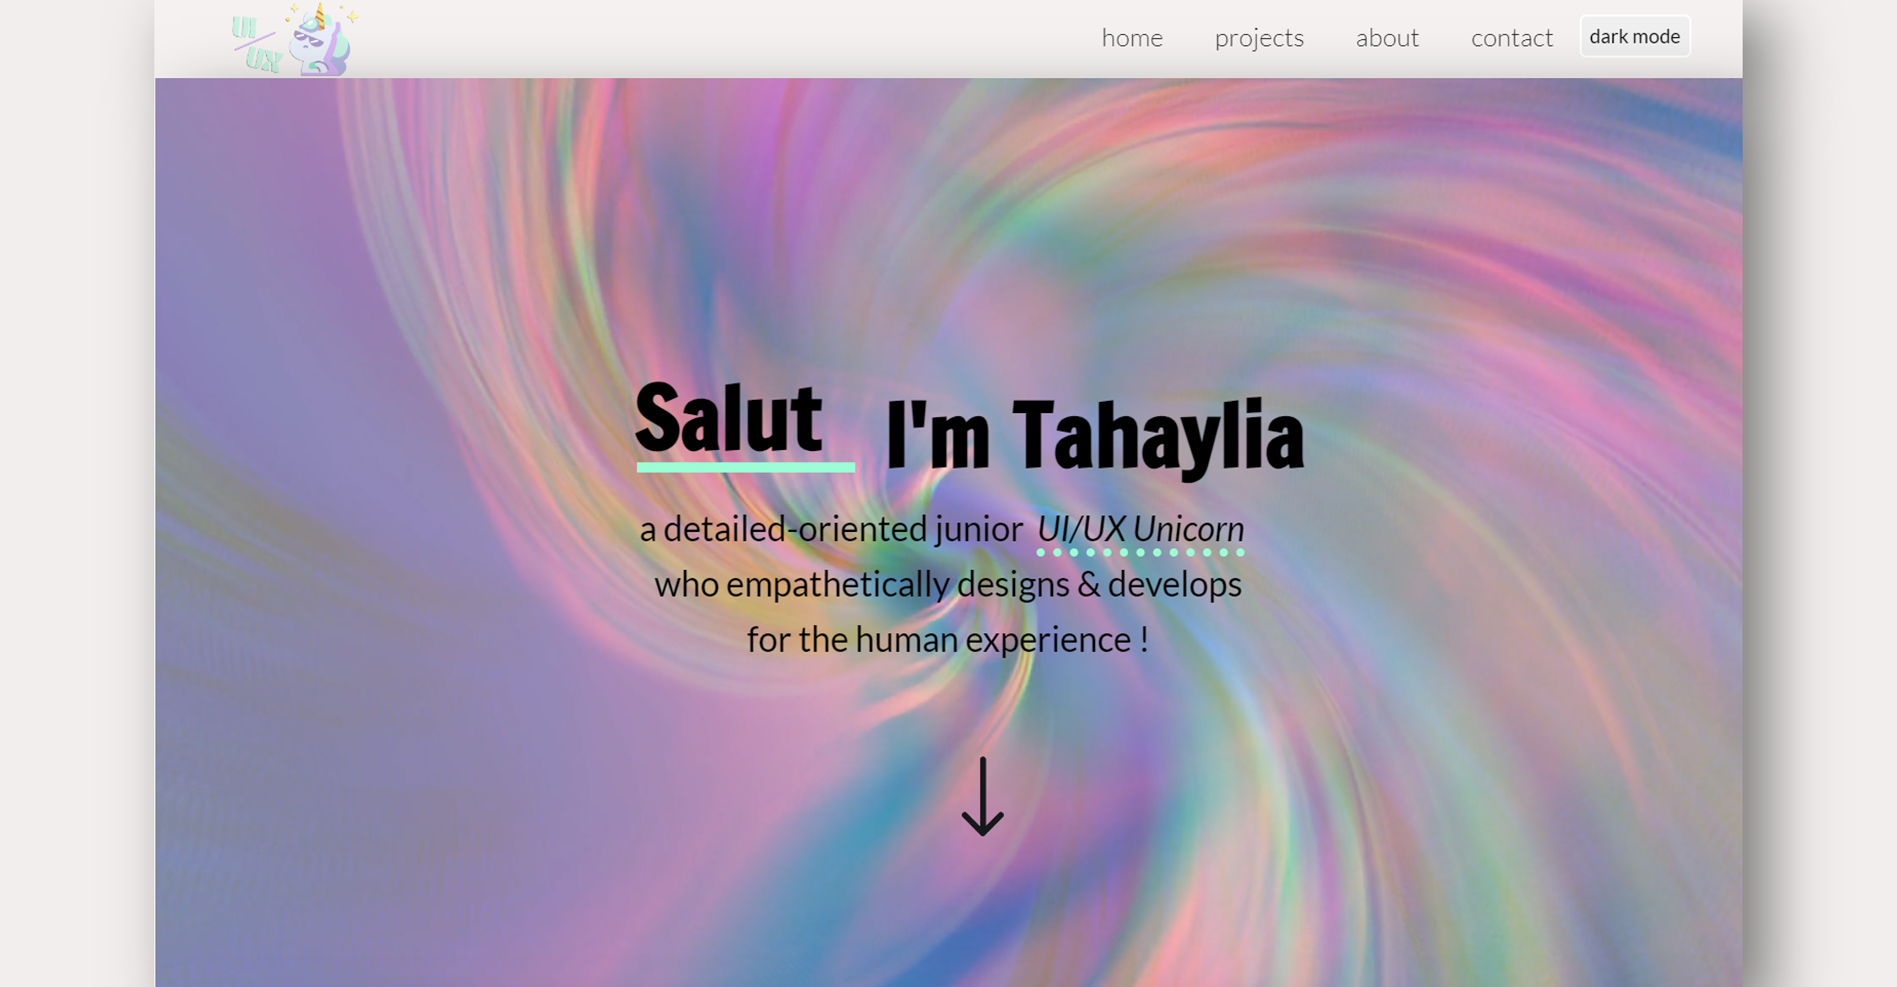 UI/
UX
home projects about contact dark mode
Salut I'm Tahaylia
a detailed-oriented junior UI/UX Unicorn
who empathetically designs & develops
for the human experience !